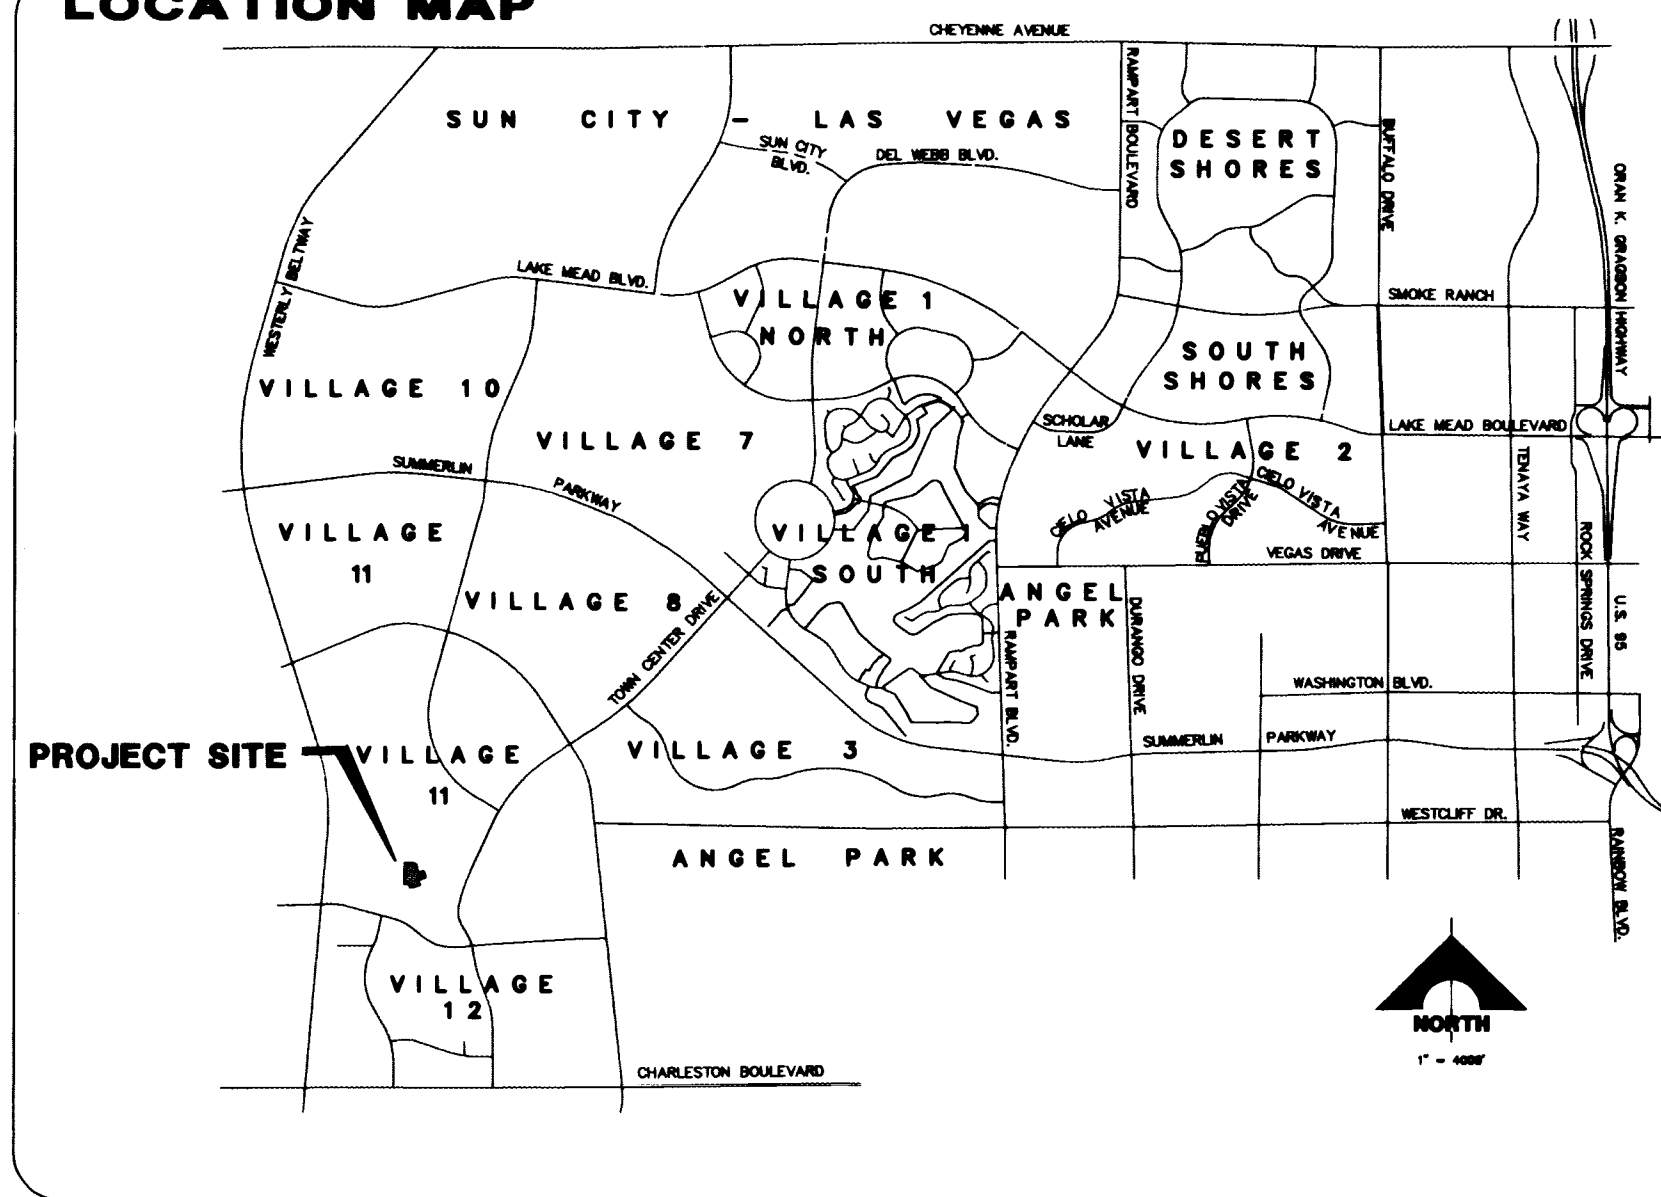 LOCATION MAP
CHEYENNE AVENUE
RAMPART BOULEVARD
SUN CITY - LAS VEGAS
DESERT
SHORES
SUN CITY
BLVD.
DEL WEBB BLVD.
BUFFALO DRIVE
ORAN K. GRAGSON HIGHWAY
WESTERLY BELTWAY
LAKE MEAD BLVD.
VILLAGE 1
NORTH
SMOKE RANCH
SOUTH
SHORES
VILLAGE 10
SCHOLAR
LANE
LAKE MEAD BOULEVARD
VILLAGE 7
VILLAGE 2
SUMMERLIN
PARKWAY
CIELO VISTA
AVENUE
PUEBLO VISTA
DRIVE
CIELO VISTA
AVENUE
TENAYA WAY
VILLAGE
11
VILLAGE 1
SOUTH
VEGAS DRIVE
ROCK SPRINGS DRIVE
U.S. 95
VILLAGE 8
TOWN CENTER DRIVE
ANGEL
PARK
DURANGO DRIVE
RAMPART BLVD.
WASHINGTON BLVD.
PROJECT SITE
VILLAGE
11
VILLAGE 3
SUMMERLIN PARKWAY
WESTCLIFF DR.
ANGEL PARK
RAINBOW BLVD.
VILLAGE
12
NORTH
1" = 4000'
CHARLESTON BOULEVARD